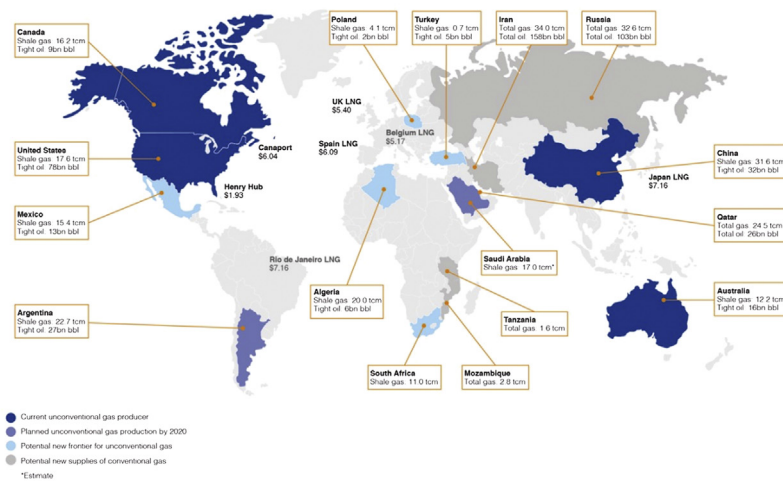 Canada
Shale gas 16.2 tcm
Tight oil 9bn bbl
Poland
Shale gas 4.1 tcm
Tight oil 2bn bbl
Turkey
Shale gas 0.7 tcm
Tight oil 5bn bbl
Iran
Total gas 34.0 tcm
Total oil 158bn bbl
Russia
Total gas 32.6 tcm
Total oil 103bn bbl
UK LNG
$5.40
Belgium LNG
$5.17
Spain LNG
$6.09
Canaport
$6.04
United States
Shale gas 17.6 tcm
Tight oil 78bn bbl
Henry Hub
$1.93
China
Shale gas 31.6 tcm
Tight oil 32bn bbl
Japan LNG
$7.16
Mexico
Shale gas 15.4 tcm
Tight oil 13bn bbl
Qatar
Total gas 24.5 tcm
Total oil 26bn bbl
Rio de Janeiro LNG
$7.16
Saudi Arabia
Shale gas 17.0 tcm*
Algeria
Shale gas 20.0 tcm
Tight oil 6bn bbl
Australia
Shale gas 12.2 tcm
Tight oil 16bn bbl
Argentina
Shale gas 22.7 tcm
Tight oil 27bn bbl
Tanzania
Total gas 1.6 tcm
South Africa
Shale gas 11.0 tcm
Mozambique
Total gas 2.8 tcm
Current unconventional gas producer
Planned unconventional gas production by 2020
Potential new frontier for unconventional gas
Potential new supplies of conventional gas
*Estimate